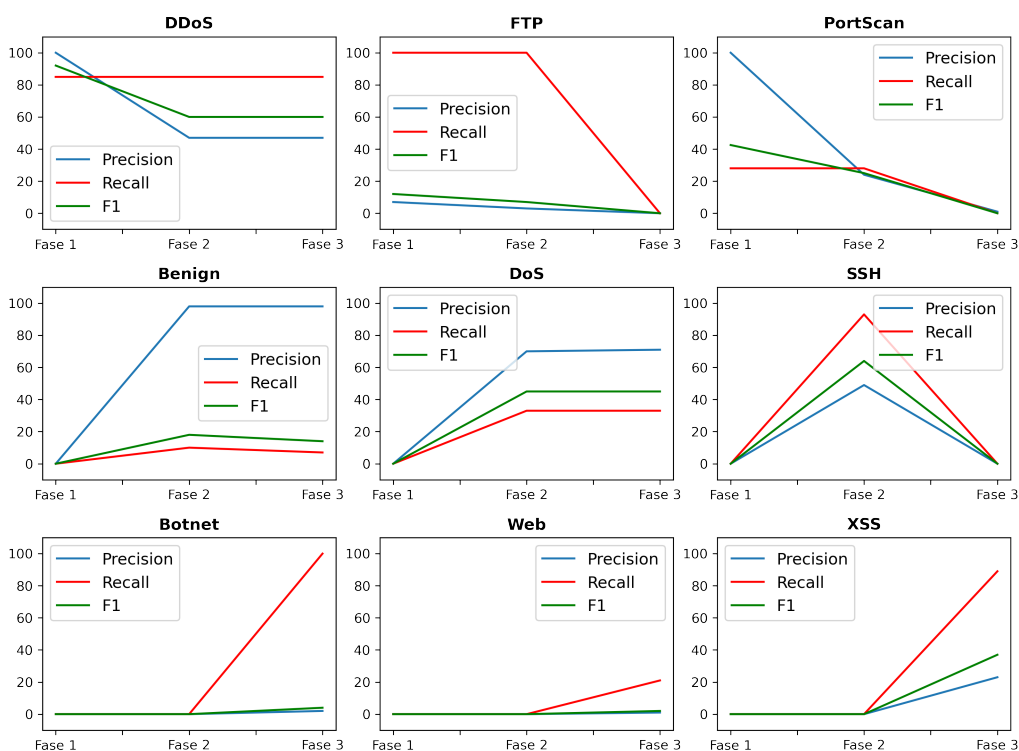 DDoS
100
80
60
40
20
0
Precision
Recall
F1
Fase 1
Fase 2
Fase 3
FTP
100
80
60
40
20
0
Precision
Recall
F1
Fase 1
Fase 2
Fase 3
PortScan
100
80
60
40
20
0
Precision
Recall
F1
Fase 1
Fase 2
Fase 3
Benign
100
80
60
40
20
0
Precision
Recall
F1
Fase 1
Fase 2
Fase 3
DoS
100
80
60
40
20
0
Precision
Recall
F1
Fase 1
Fase 2
Fase 3
SSH
100
80
60
40
20
0
Precision
Recall
F1
Fase 1
Fase 2
Fase 3
Botnet
100
80
60
40
20
0
Precision
Recall
F1
Fase 1
Fase 2
Fase 3
Web
100
80
60
40
20
0
Precision
Recall
F1
Fase 1
Fase 2
Fase 3
XSS
100
80
60
40
20
0
Precision
Recall
F1
Fase 1
Fase 2
Fase 3